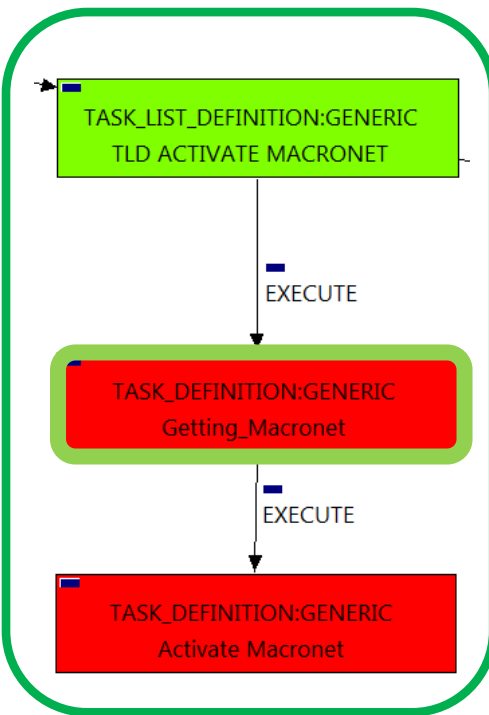 TASK_LIST_DEFINITION:GENERIC
TLD ACTIVATE MACRONET
EXECUTE
TASK_DEFINITION:GENERIC
Getting_Macronet
EXECUTE
TASK_DEFINITION:GENERIC
Activate Macronet